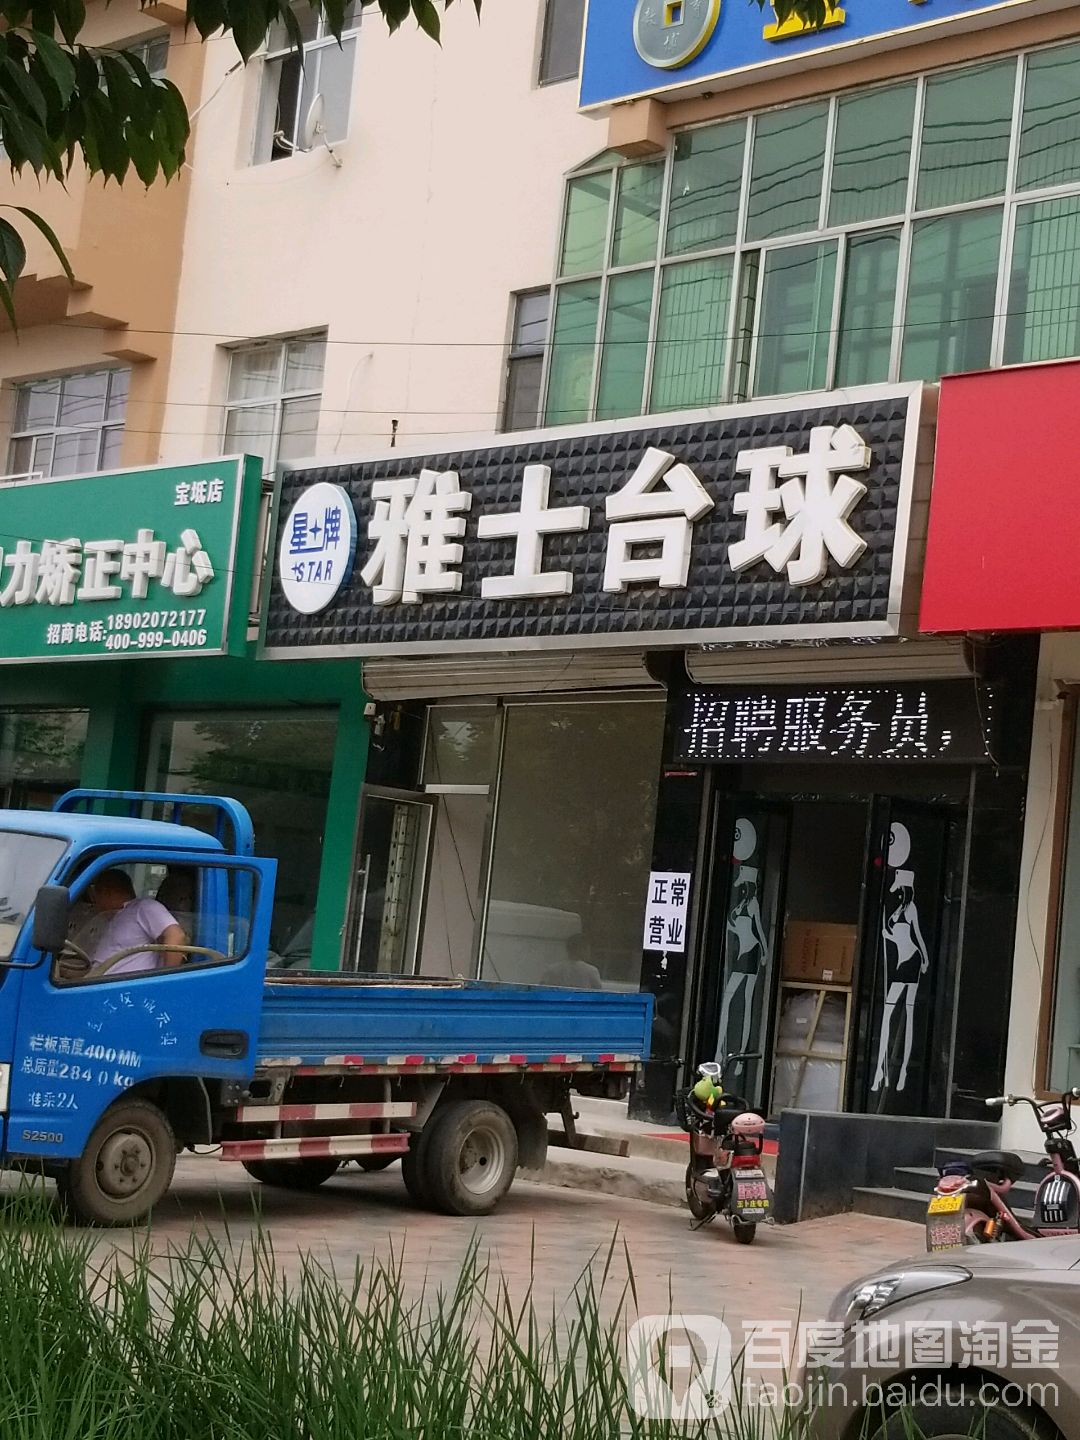 宝坻店
力矫正中心
招商电话:18902072177
400-999-0406
星牌
STAR
雅士台球
招聘服务员,
正常
营业
栏板高度400MM
总质量2840kg
准乘2人
S2500
百度地图淘金
taojin.baidu.com